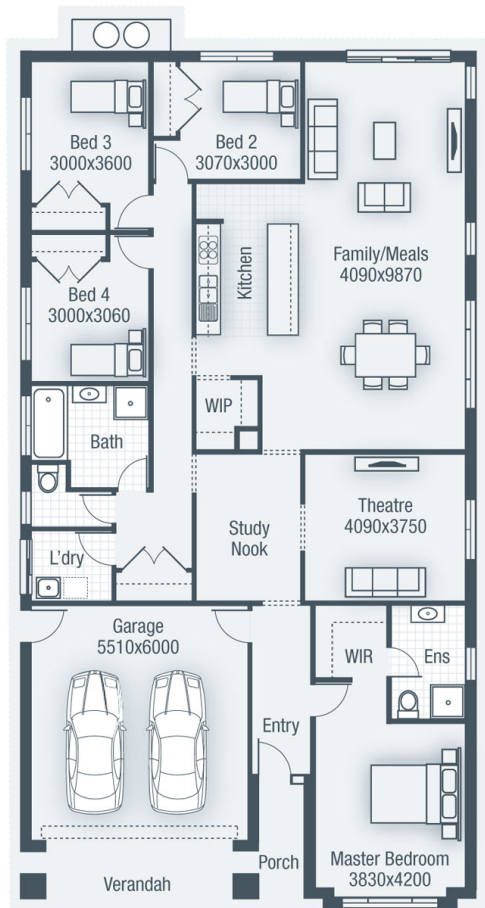 Bed 3
3000x3600
Bed 2
3070x3000
Family/Meals
4090x9870
Kitchen
Bed 4
3000x3060
WIP
Bath
Study
Nook
Theatre
4090x3750
L'dry
Garage
5510x6000
WIR
Ens
Entry
Porch
Verandah
Master Bedroom
3830x4200